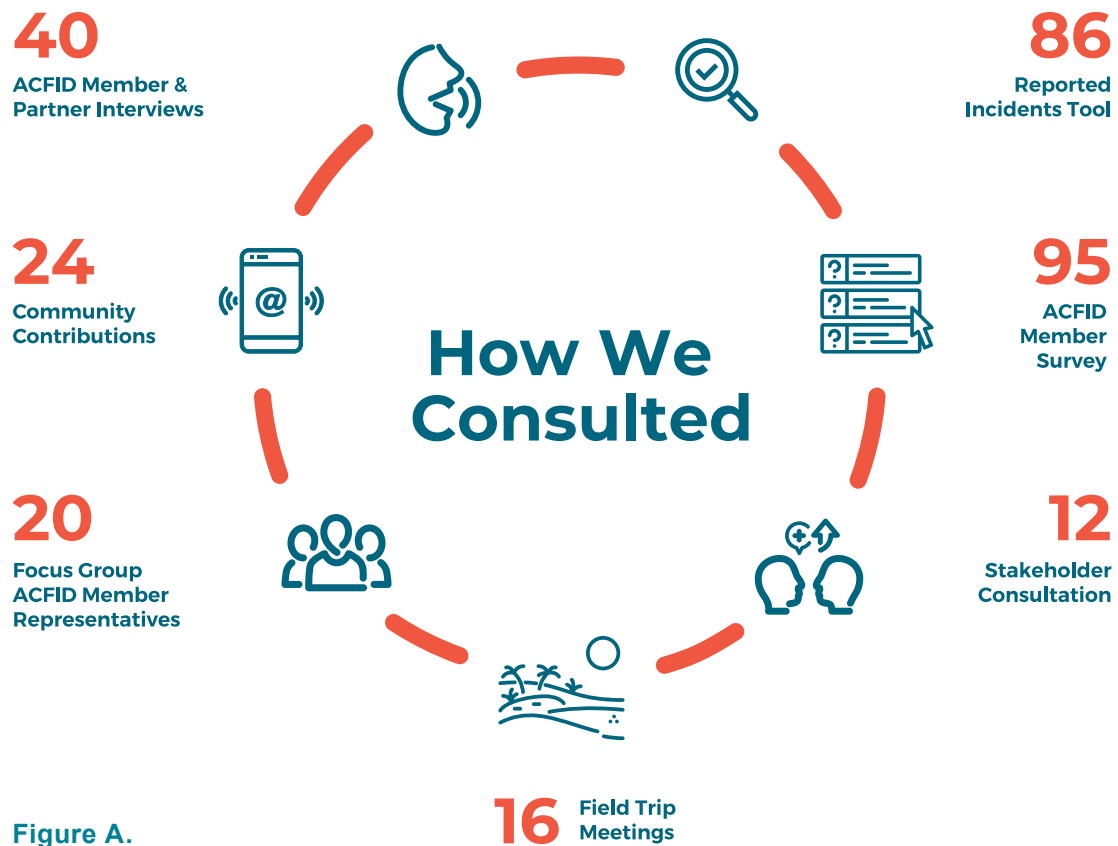 40
ACFID Member &
Partner Interviews
86
Reported
Incidents Tool
24
Community
Contributions
@
?
?
?
95
ACFID
Member
Survey
How We
Consulted
20
Focus Group
ACFID Member
Representatives
12
Stakeholder
Consultation
16
Field Trip
Meetings
Figure A.